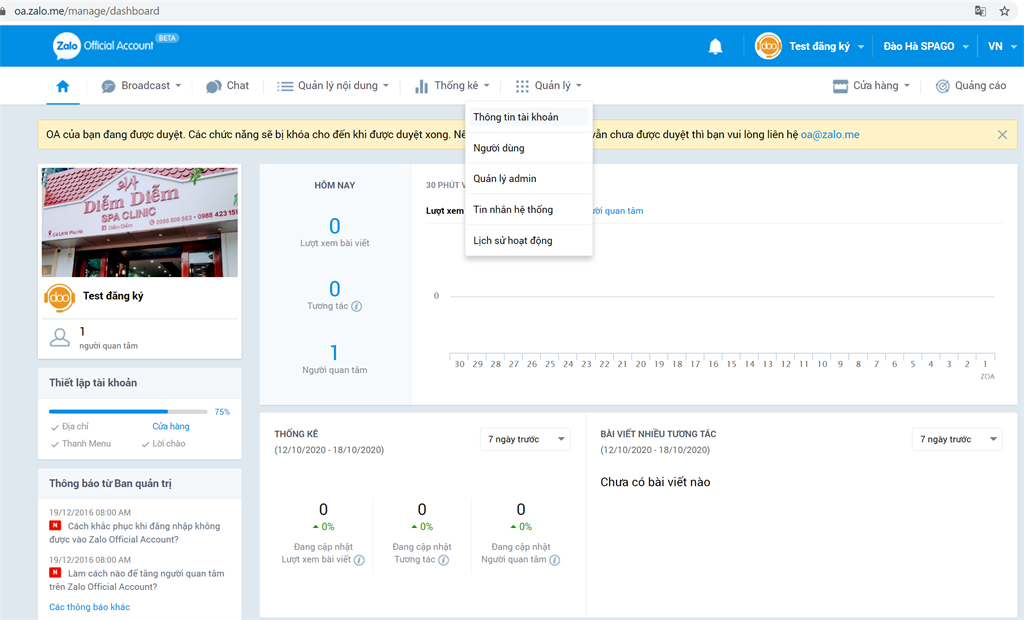 oa.zalo.me/manage/dashboard
Zalo Official Account BETA
doo Test đăng ký
Đào Hà SPAGO
VN
Broadcast
Chat
Quản lý nội dung
Thống kê
Quản lý
Cửa hàng
Quảng cáo
Thông tin tài khoản
Người dùng
Quản lý admin
Tin nhắn hệ thống
Lịch sử hoạt động
OA của bạn đang được duyệt. Các chức năng sẽ bị khóa cho đến khi được duyệt xong. Nế vẫn chưa được duyệt thì bạn vui lòng liên hệ oa@zalo.me
Diễm Diễm
SPA CLINIC
doo Test đăng ký
1
người quan tâm
Thiết lập tài khoản
75%
Địa chỉ
Cửa hàng
Thanh Menu
Lời chào
Thông báo từ Ban quản trị
19/12/2016 08:00 AM
N Cách khắc phục khi đăng nhập không
được vào Zalo Official Account?
19/12/2016 08:00 AM
N Làm cách nào để tăng người quan tâm
trên Zalo Official Account?
Các thông báo khác
HÔM NAY
0
Lượt xem bài viết
0
Tương tác
1
Người quan tâm
30 PHÚT
Lượt xem
quan tâm
0
30 29 28 27 26 25 24 23 22 21 20 19 18 17 16 15 14 13 12 11 10 9 8 7 6 5 4 3 2 1
ZOA
THỐNG KÊ
(12/10/2020 - 18/10/2020)
7 ngày trước
0
0%
Đang cập nhật
Lượt xem bài viết
0
0%
Đang cập nhật
Tương tác
0
0%
Đang cập nhật
Người quan tâm
BÀI VIẾT NHIỀU TƯƠNG TÁC
(12/10/2020 - 18/10/2020)
7 ngày trước
Chưa có bài viết nào